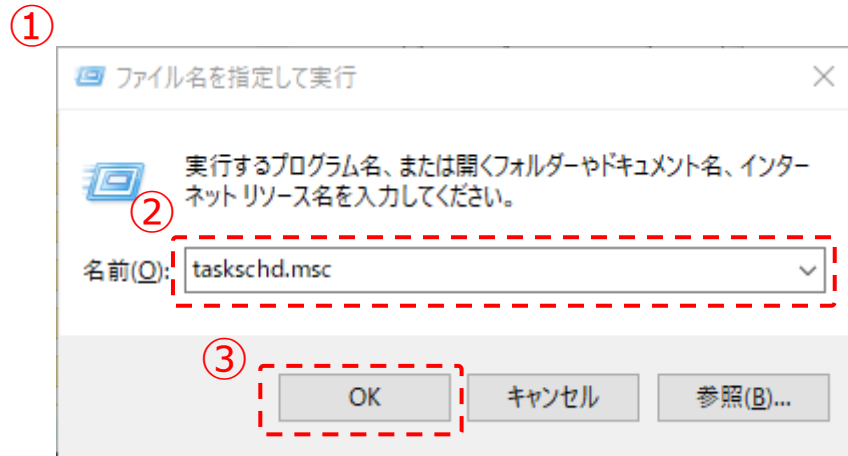 ①
ファイル名を指定して実行
実行するプログラム名、または開くフォルダーやドキュメント名、インター
ネット リソース名を入力してください。
②
名前(O): taskschd.msc
③
OK キャンセル 参照(B)...